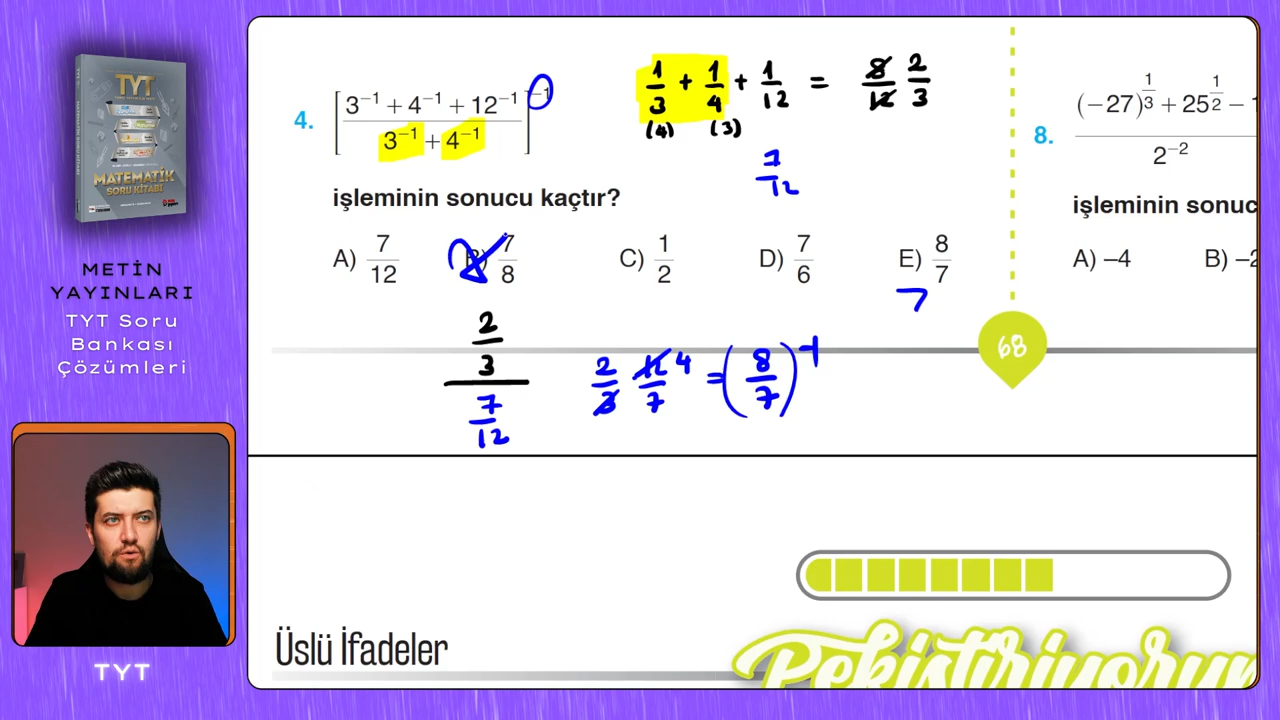 TYT
MATEMATİK
SORU KİTABI
METİN
YAYINLARI
TYT Soru
Bankası
Çözümleri
TYT
4. [ (3⁻¹ + 4⁻¹ + 12⁻¹) / (3⁻¹ + 4⁻¹) ]⁻¹
1/3 + 1/4 + 1/12 = 8/12 2/3
(4) (3)
7/12
işleminin sonucu kaçtır?
A) 7/12 B) 7/8 C) 1/2 D) 7/6 E) 8/7
7
2/3
7/12
2/3 12/7 4 = (8/7)⁻¹
68
8. (−27)^(1/3) + 25^(1/2) − 1
2⁻²
işleminin sonuc
A) −4 B) −2
Üslü İfadeler
Pekiştiriyorum